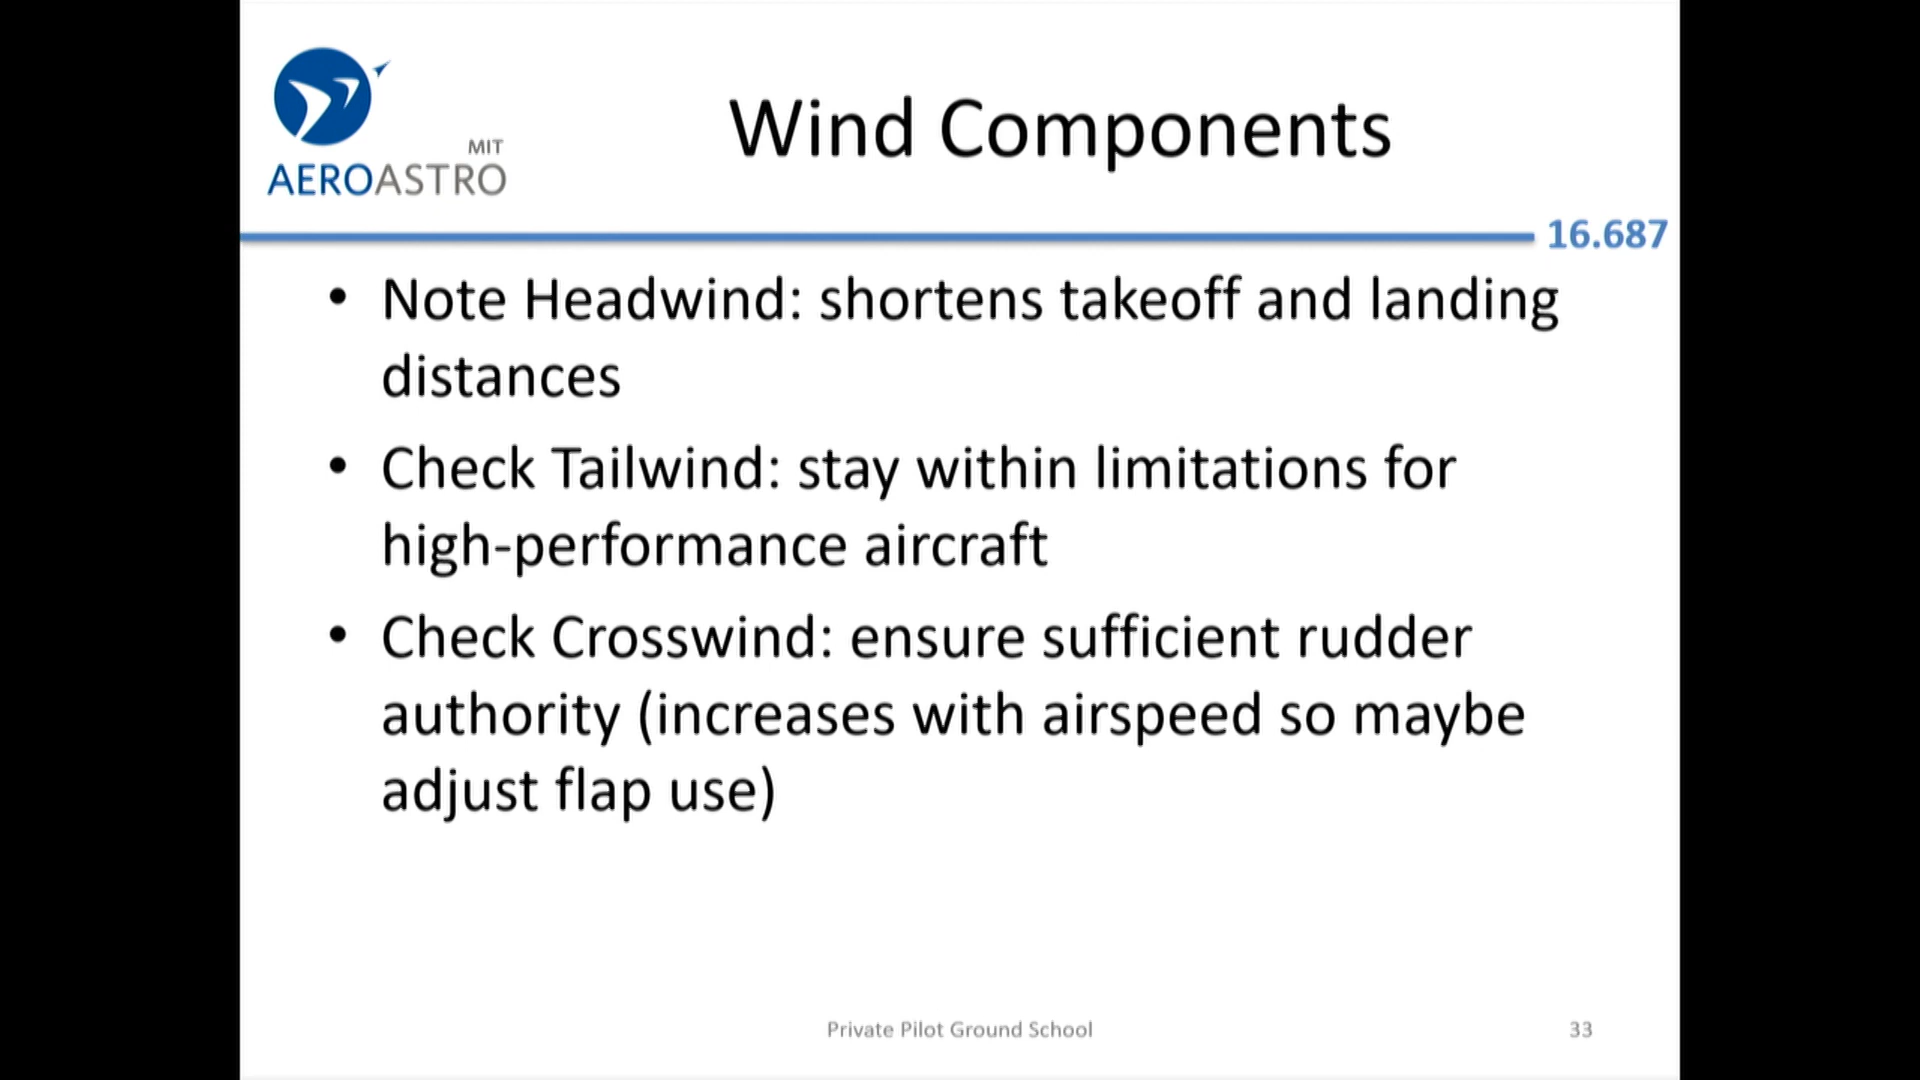 MIT
AEROASTRO
Wind Components
16.687
• Note Headwind: shortens takeoff and landing
distances
• Check Tailwind: stay within limitations for
high-performance aircraft
• Check Crosswind: ensure sufficient rudder
authority (increases with airspeed so maybe
adjust flap use)
Private Pilot Ground School
33